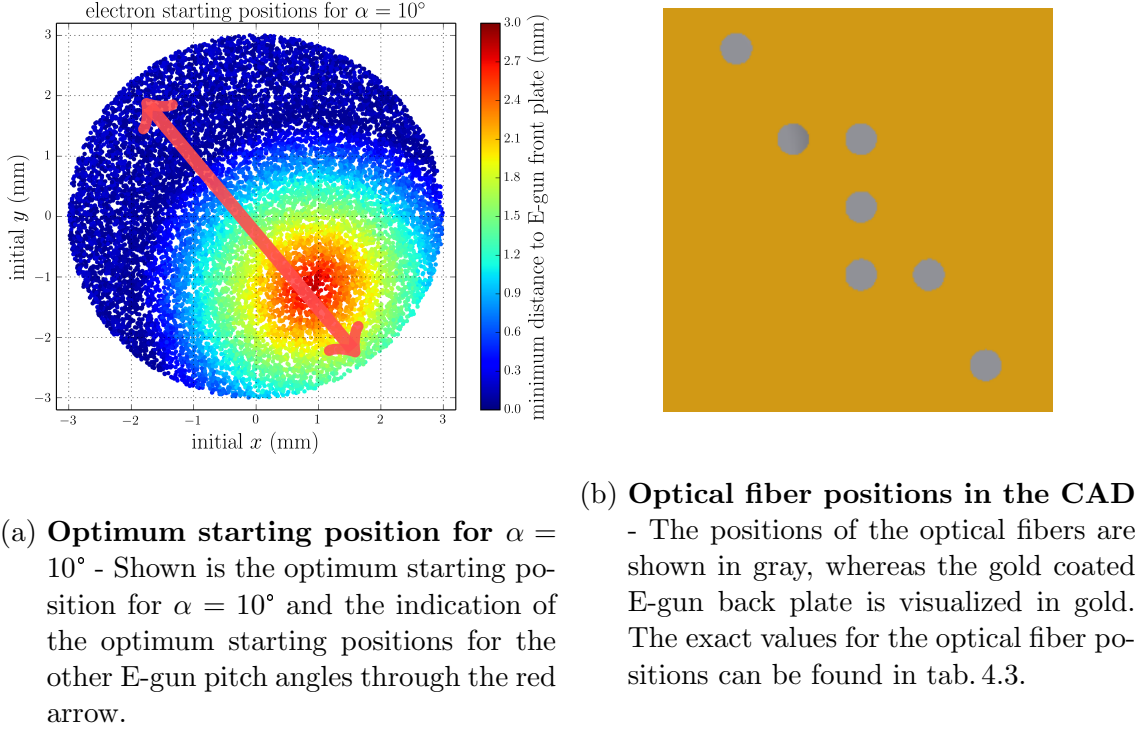 electron starting positions for α = 10°
3
2
1
0
−1
−2
−3
initial y (mm)
−3
−2
−1
0
1
2
3
initial x (mm)
3.0
2.7
2.4
2.1
1.8
1.5
1.2
0.9
0.6
0.3
0.0
minimum distance to E-gun front plate (mm)
(a) Optimum starting position for α =
10° - Shown is the optimum starting po-
sition for α = 10° and the indication of
the optimum starting positions for the
other E-gun pitch angles through the red
arrow.
(b) Optical fiber positions in the CAD
- The positions of the optical fibers are
shown in gray, whereas the gold coated
E-gun back plate is visualized in gold.
The exact values for the optical fiber po-
sitions can be found in tab. 4.3.